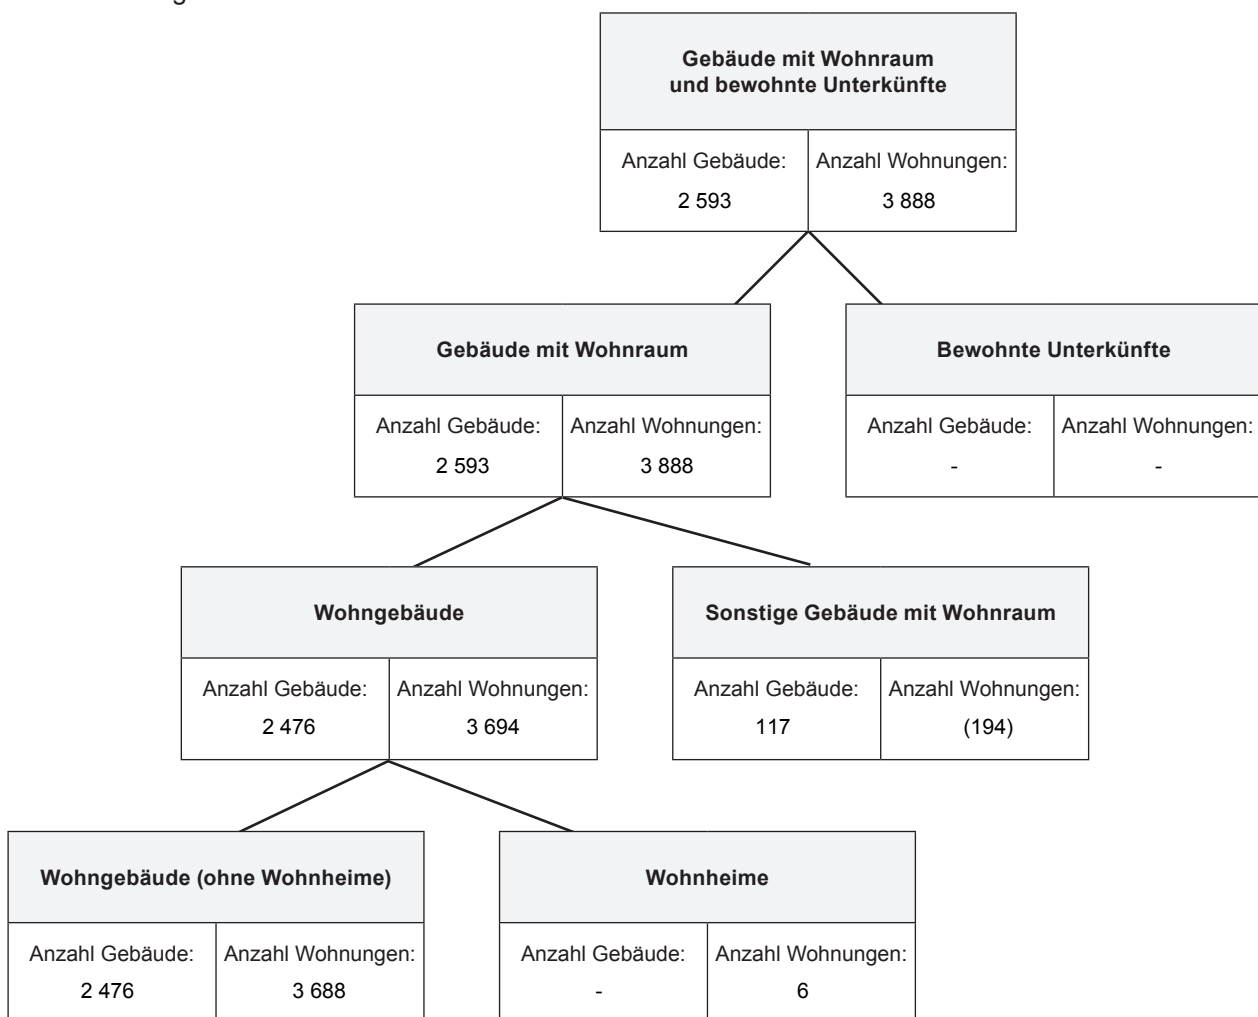 Gebäude mit Wohnraum
und bewohnte Unterkünfte
Anzahl Gebäude:
2 593
Anzahl Wohnungen:
3 888
Gebäude mit Wohnraum
Anzahl Gebäude:
2 593
Anzahl Wohnungen:
3 888
Bewohnte Unterkünfte
Anzahl Gebäude:
-
Anzahl Wohnungen:
-
Wohngebäude
Anzahl Gebäude:
2 476
Anzahl Wohnungen:
3 694
Sonstige Gebäude mit Wohnraum
Anzahl Gebäude:
117
Anzahl Wohnungen:
(194)
Wohngebäude (ohne Wohnheime)
Anzahl Gebäude:
2 476
Anzahl Wohnungen:
3 688
Wohnheime
Anzahl Gebäude:
-
Anzahl Wohnungen:
6